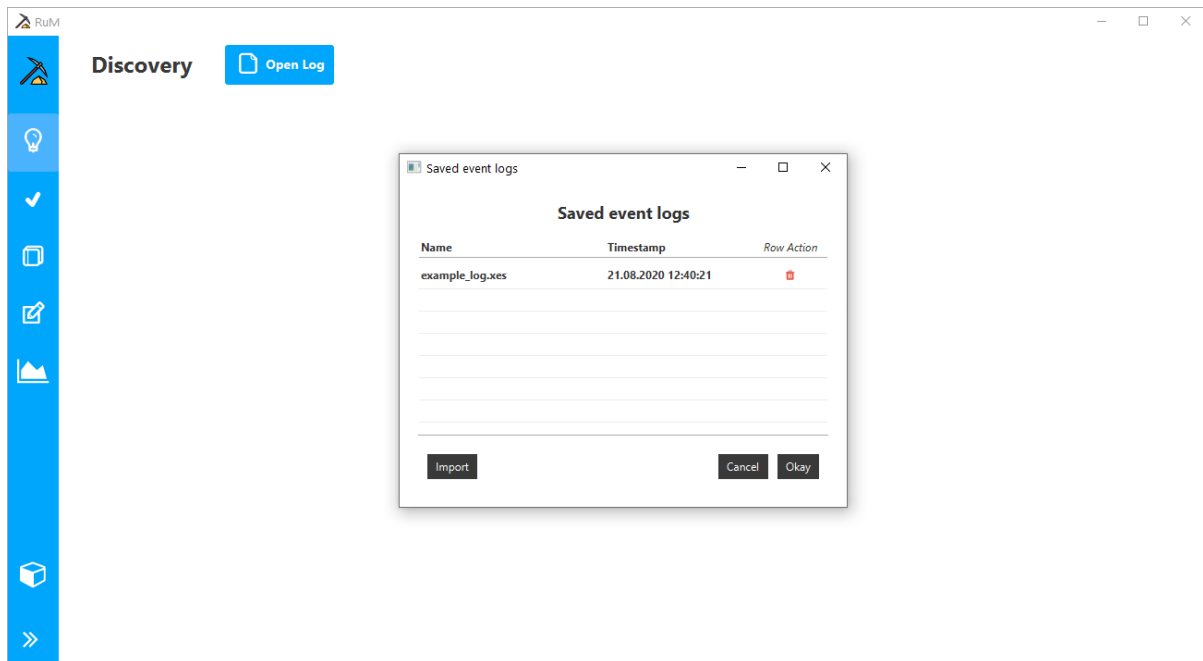 RuM
Discovery
Open Log
Saved event logs
Saved event logs
Name Timestamp Row Action
example_log.xes 21.08.2020 12:40:21
Import Cancel Okay